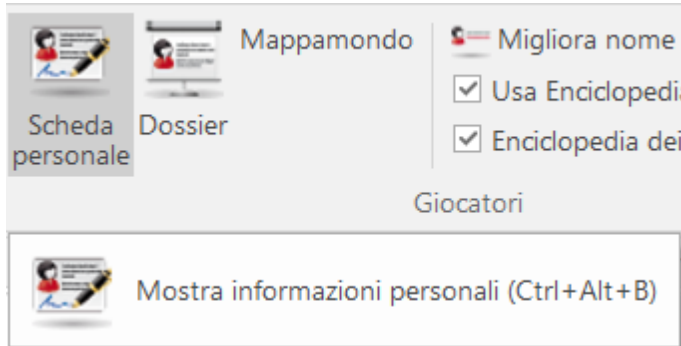 Mappamondo
Migliora nome
Scheda personale
Dossier
Usa Enciclopedia
Enciclopedia dei
Giocatori
Mostra informazioni personali (Ctrl+Alt+B)